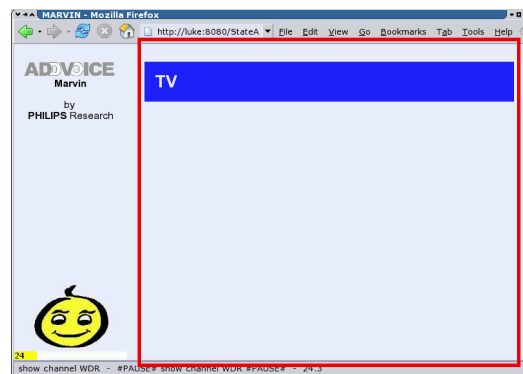 MARVIN - Mozilla Firefox
http://luke:8080/StateA File Edit View Go Bookmarks Tab Tools Help
ADDVOICE
Marvin
by
PHILIPS Research
TV
24
show channel WDR - #PAUSE# show channel WDR #PAUSE# - 24.3